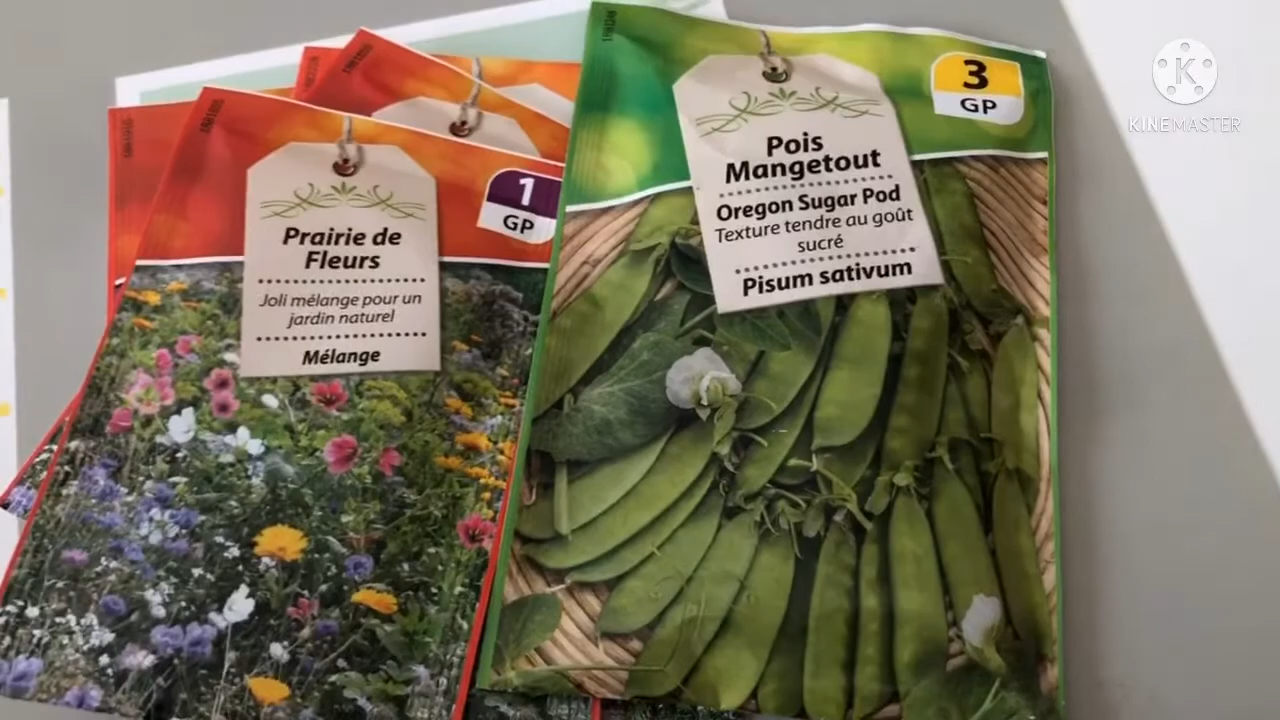 Prairie de
Fleurs
Joli mélange pour un
jardin naturel
Mélange
1
GP
Pois
Mangetout
Oregon Sugar Pod
Texture tendre au goût
sucré
Pisum sativum
3
GP
K
KINEMASTER